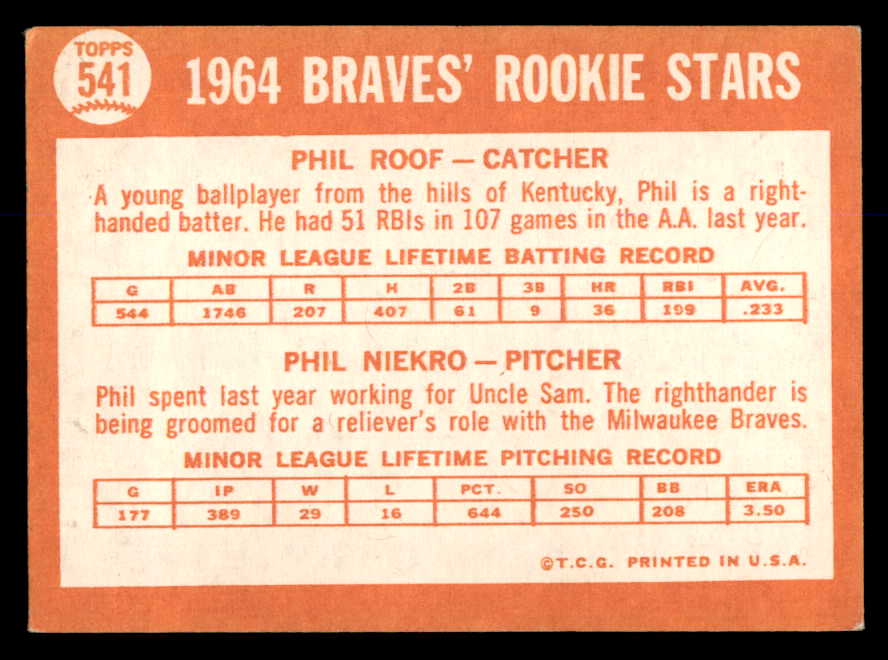 TOPPS
541
1964 BRAVES' ROOKIE STARS
PHIL ROOF — CATCHER
A young ballplayer from the hills of Kentucky, Phil is a right-
handed batter. He had 51 RBIs in 107 games in the A.A. last year.
MINOR LEAGUE LIFETIME BATTING RECORD
G AB R H 2B 3B HR RBI AVG.
544 1746 207 407 61 9 36 199 .233
PHIL NIEKRO — PITCHER
Phil spent last year working for Uncle Sam. The righthander is
being groomed for a reliever's role with the Milwaukee Braves.
MINOR LEAGUE LIFETIME PITCHING RECORD
G IP W L PCT. SO BB ERA
177 389 29 16 644 250 208 3.50
©T.C.G. PRINTED IN U.S.A.